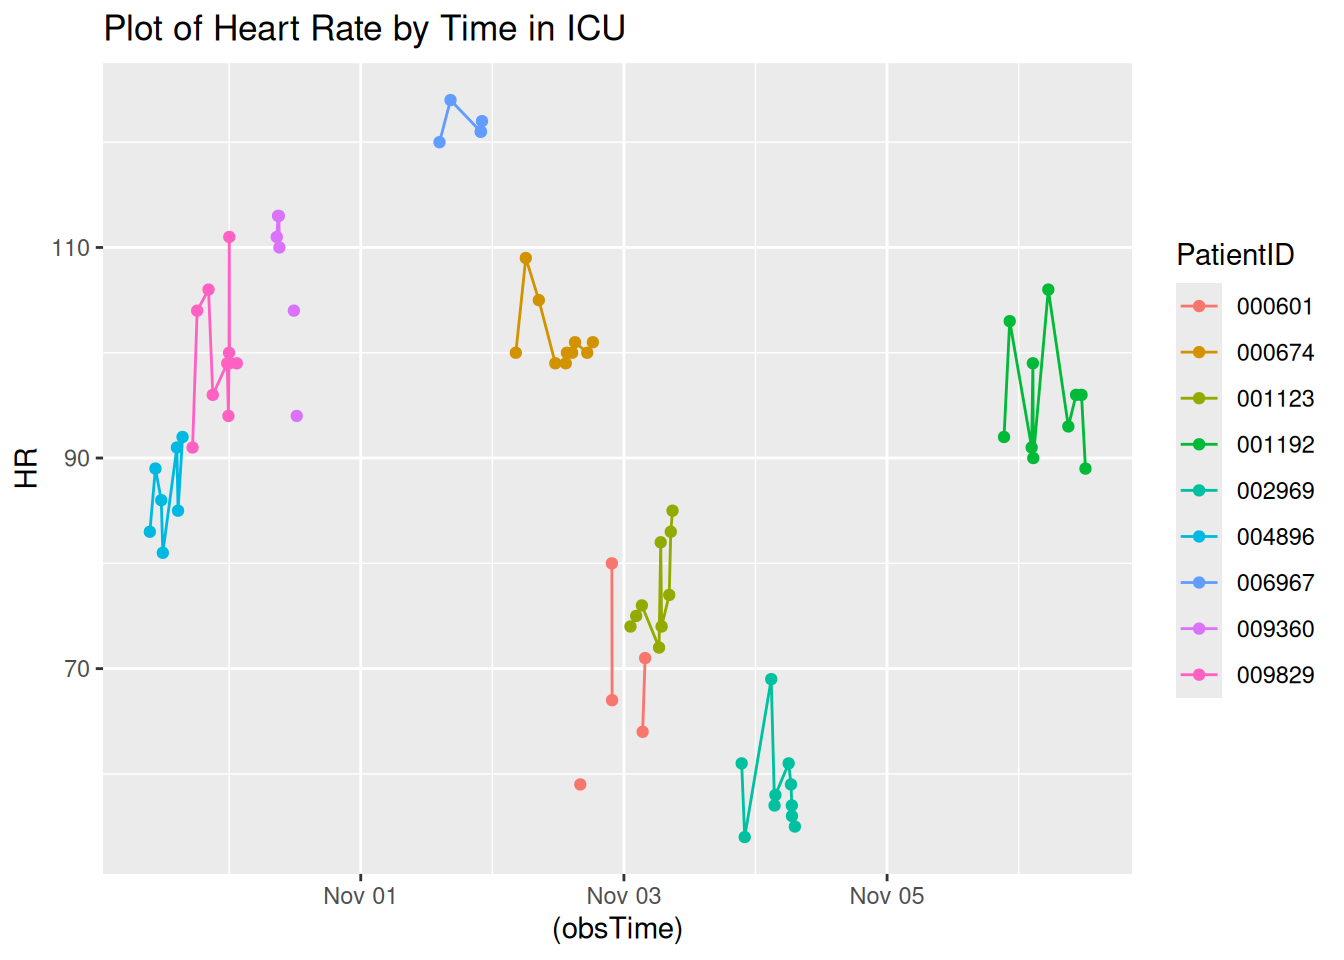 Plot of Heart Rate by Time in ICU
110
90
70
HR
Nov 01
Nov 03
Nov 05
(obsTime)
PatientID
000601
000674
001123
001192
002969
004896
006967
009360
009829